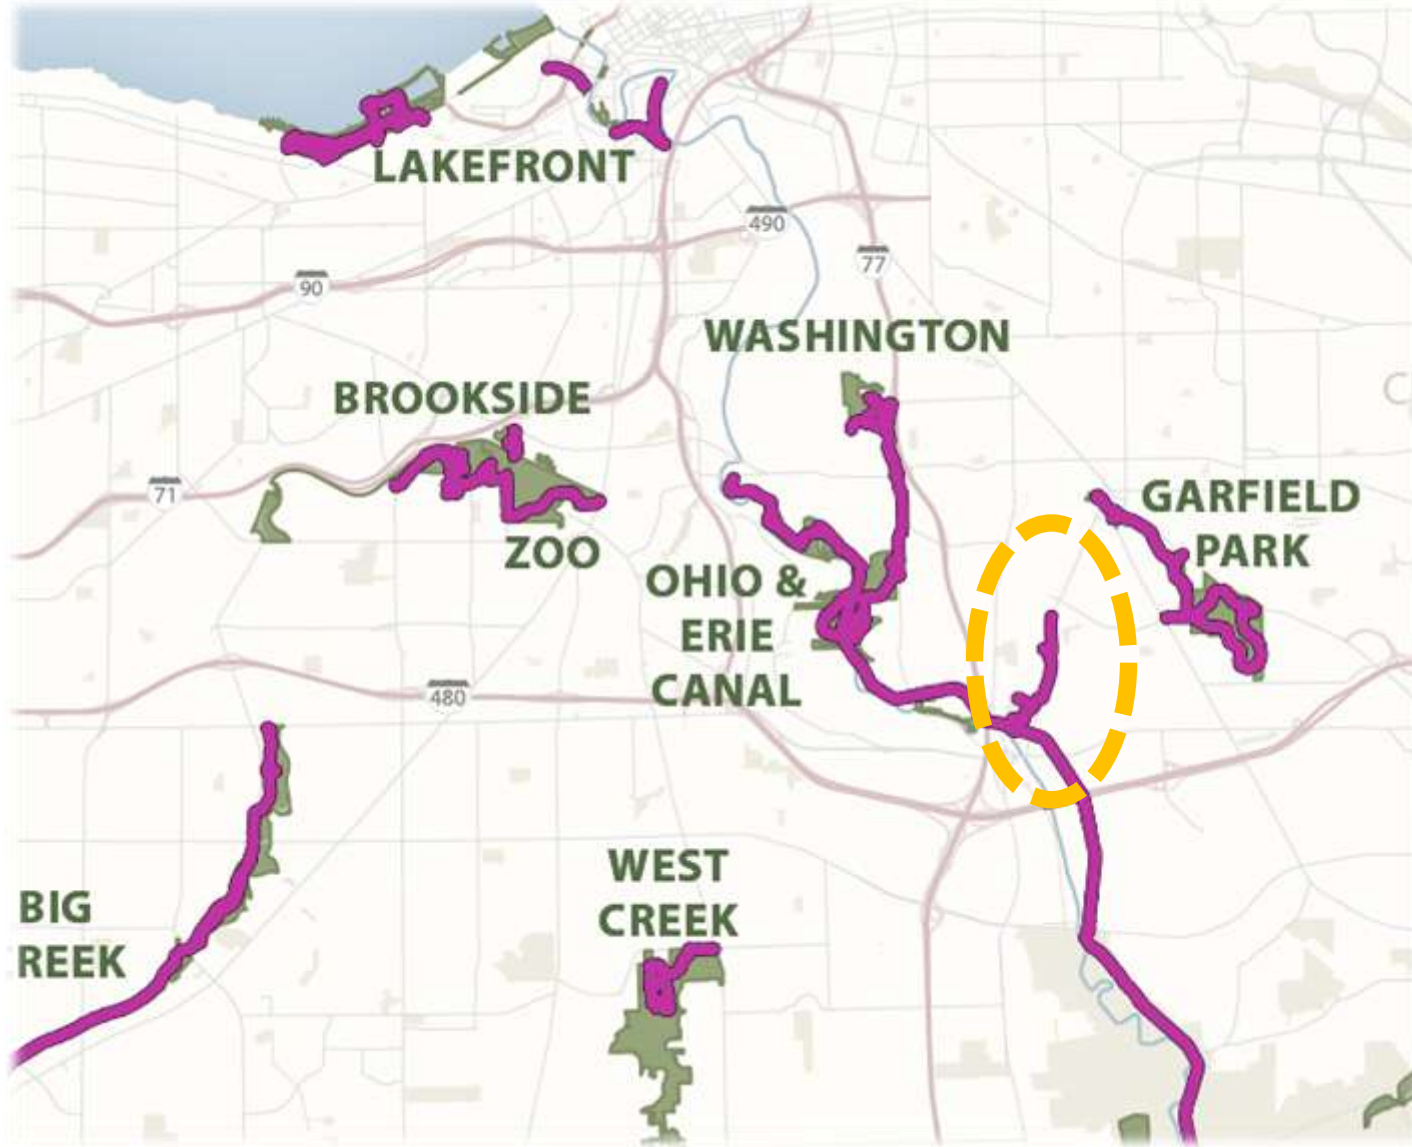 LAKEFRONT
490
77
90
WASHINGTON
BROOKSIDE
71
GARFIELD
PARK
ZOO
OHIO &
ERIE
CANAL
480
WEST
CREEK
BIG
REEK
C